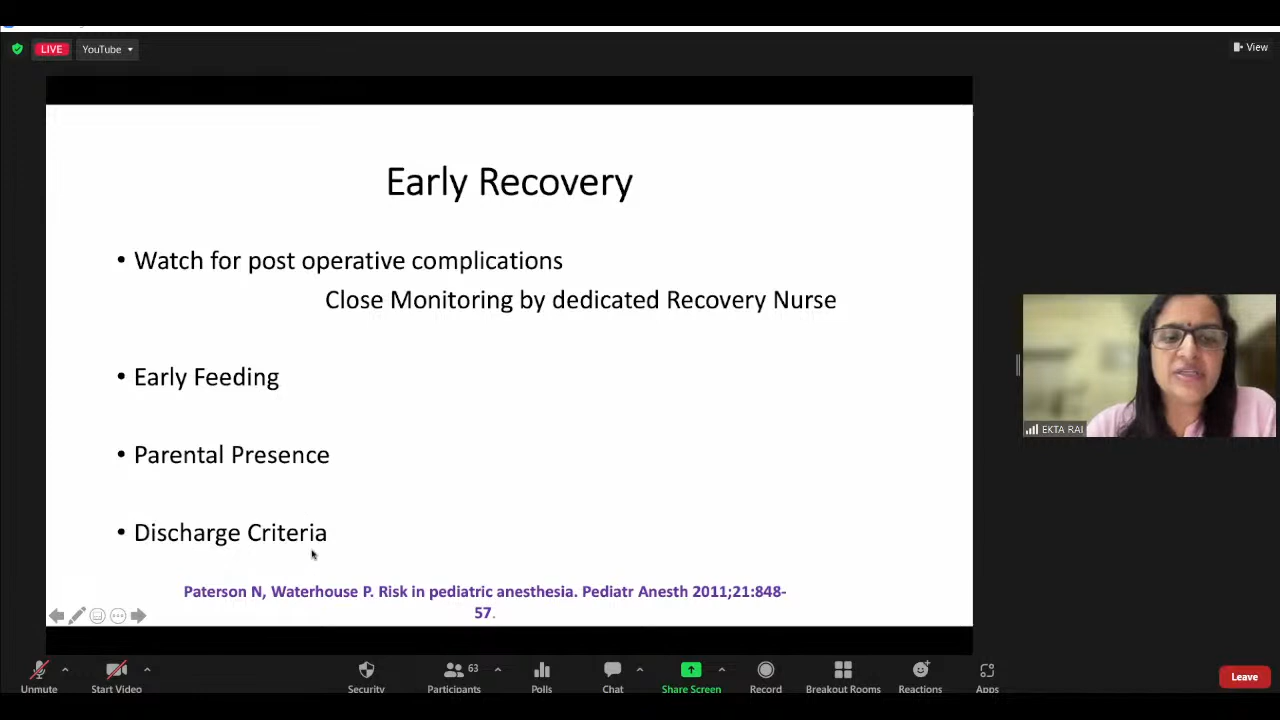 LIVE
YouTube
View
Early Recovery
• Watch for post operative complications
Close Monitoring by dedicated Recovery Nurse
• Early Feeding
• Parental Presence
• Discharge Criteria
Paterson N, Waterhouse P. Risk in pediatric anesthesia. Pediatr Anesth 2011;21:848-
57.
EKTA RAI
63
Unmute
Start Video
Security
Participants
Polls
Chat
Share Screen
Record
Breakout Rooms
Reactions
Apps
Leave